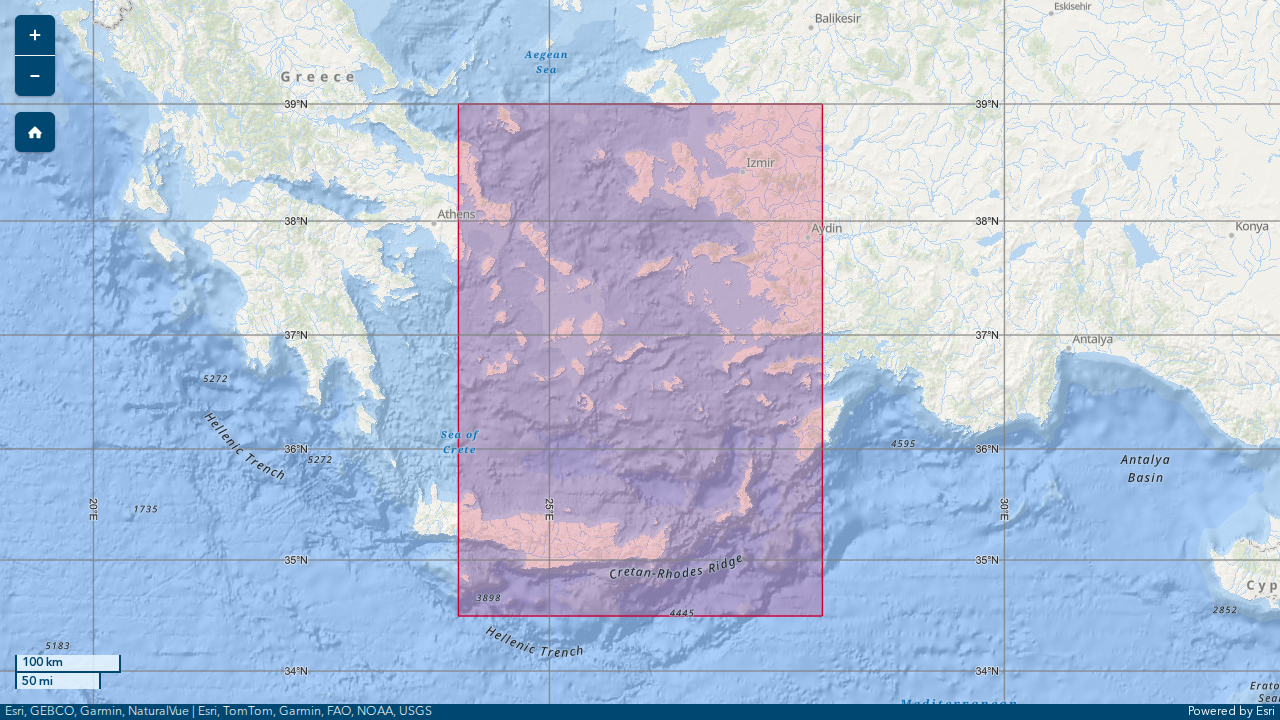 +
Eskisehir
Balikesir
−
Aegean
Sea
Greece
39°N
39°N
Izmir
Athens
38°N
38°N
Aydin
Konya
37°N
37°N
Antalya
5272
Hellenic Trench
5272
Sea of
Crete
36°N
36°N
4595
Antalya
Basin
20°E
25°E
30°E
1735
35°N
35°N
Cretan-Rhodes Ridge
Cyp
3898
4445
2852
Hellenic Trench
5183
34°N
34°N
100 km
50 mi
Erato
Sea
Mediterranean
Esri, GEBCO, Garmin, NaturalVue | Esri, TomTom, Garmin, FAO, NOAA, USGS
Powered by Esri